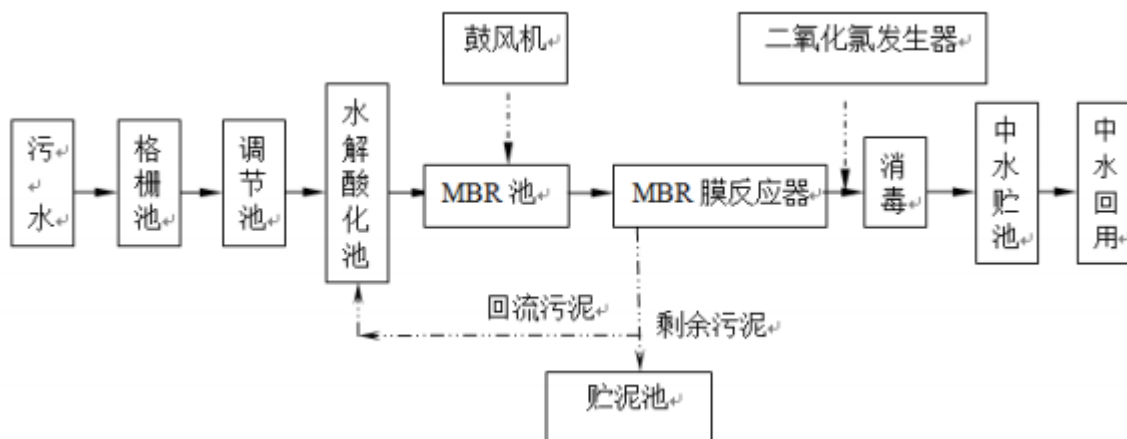 鼓风机↵
二氧化氯发生器↵
污↵
↵
水↵
格
栅
池↵
调
节
池↵
水
解
酸
化
池
MBR 池↵
MBR 膜反应器↵
消
毒↵
中
水
贮
池↵
中
水
回
用↵
回流污泥↵
剩余污泥↵
贮泥池↵